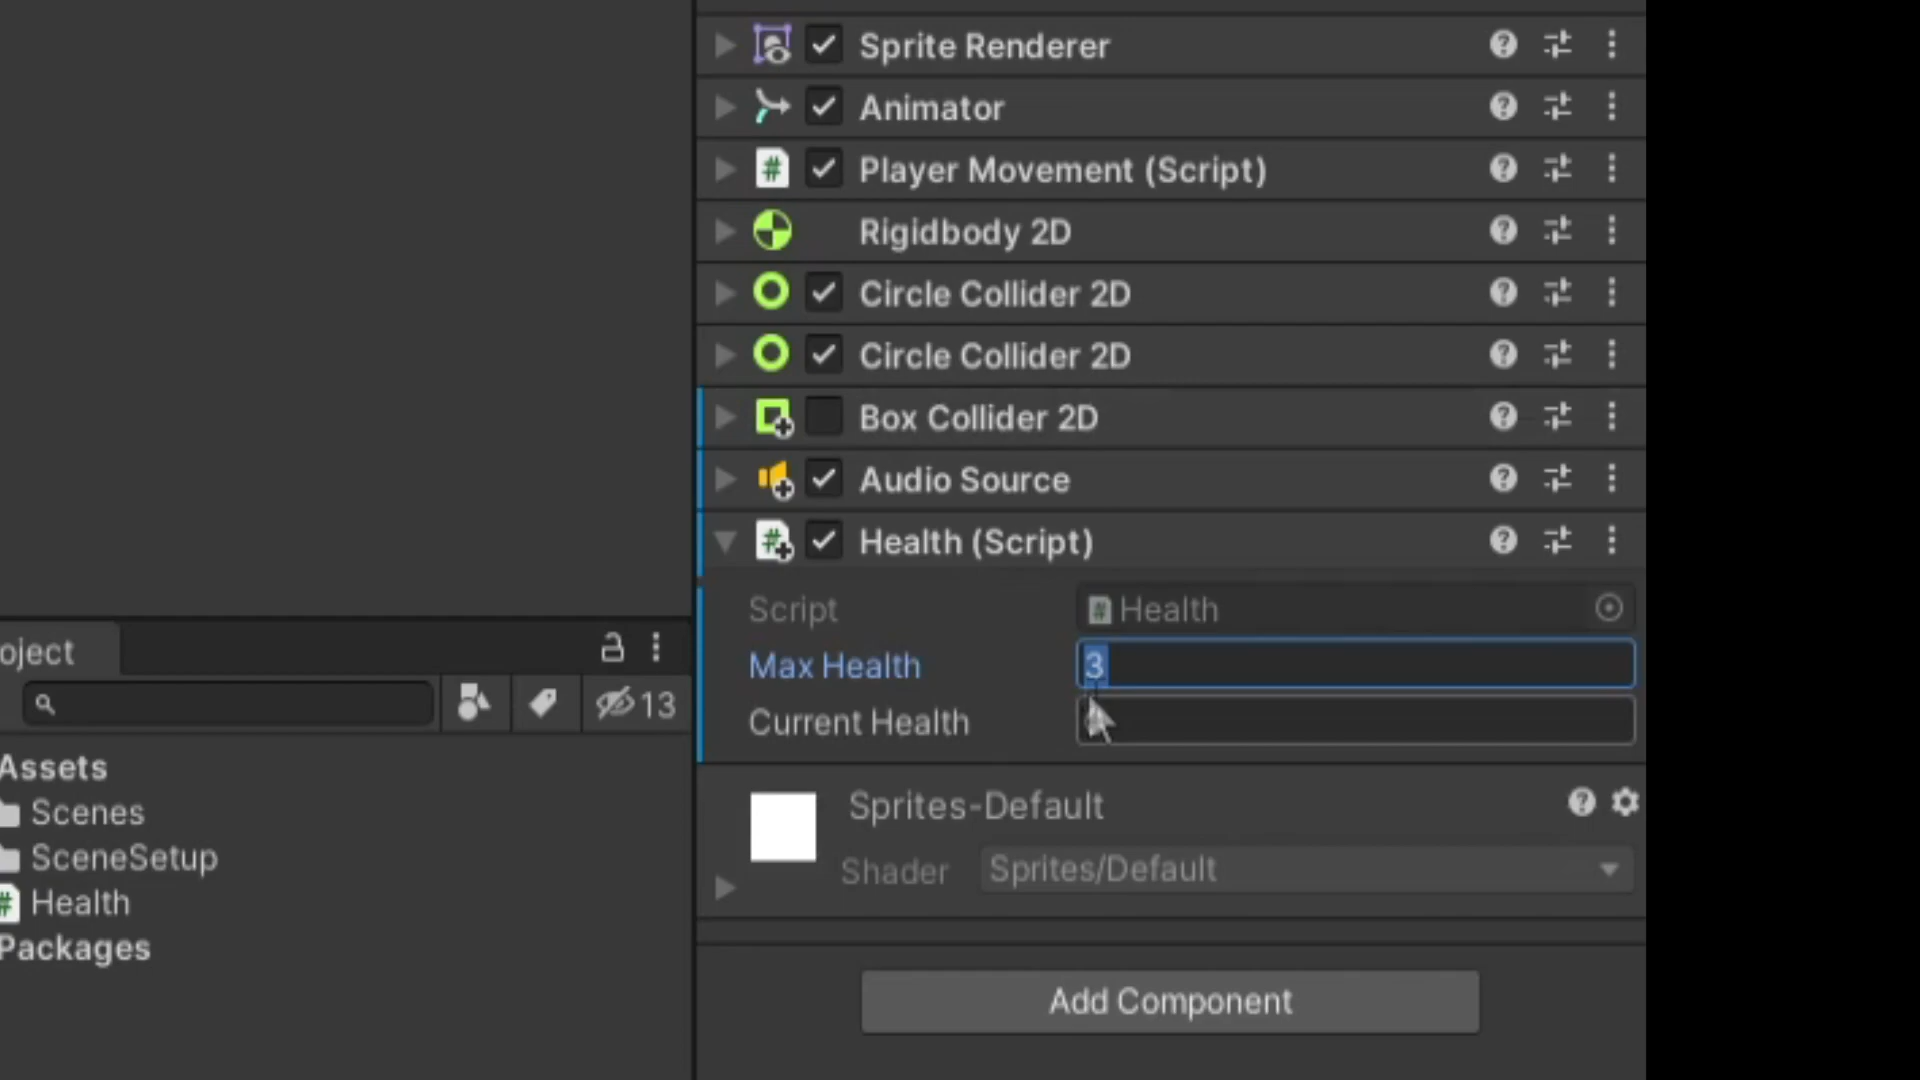 Sprite Renderer
Animator
# Player Movement (Script)
Rigidbody 2D
Circle Collider 2D
Circle Collider 2D
Box Collider 2D
Audio Source
# Health (Script)
Script # Health
Max Health 3
Current Health
Sprites-Default
Shader Sprites/Default
Add Component
oject
13
Assets
Scenes
SceneSetup
# Health
Packages